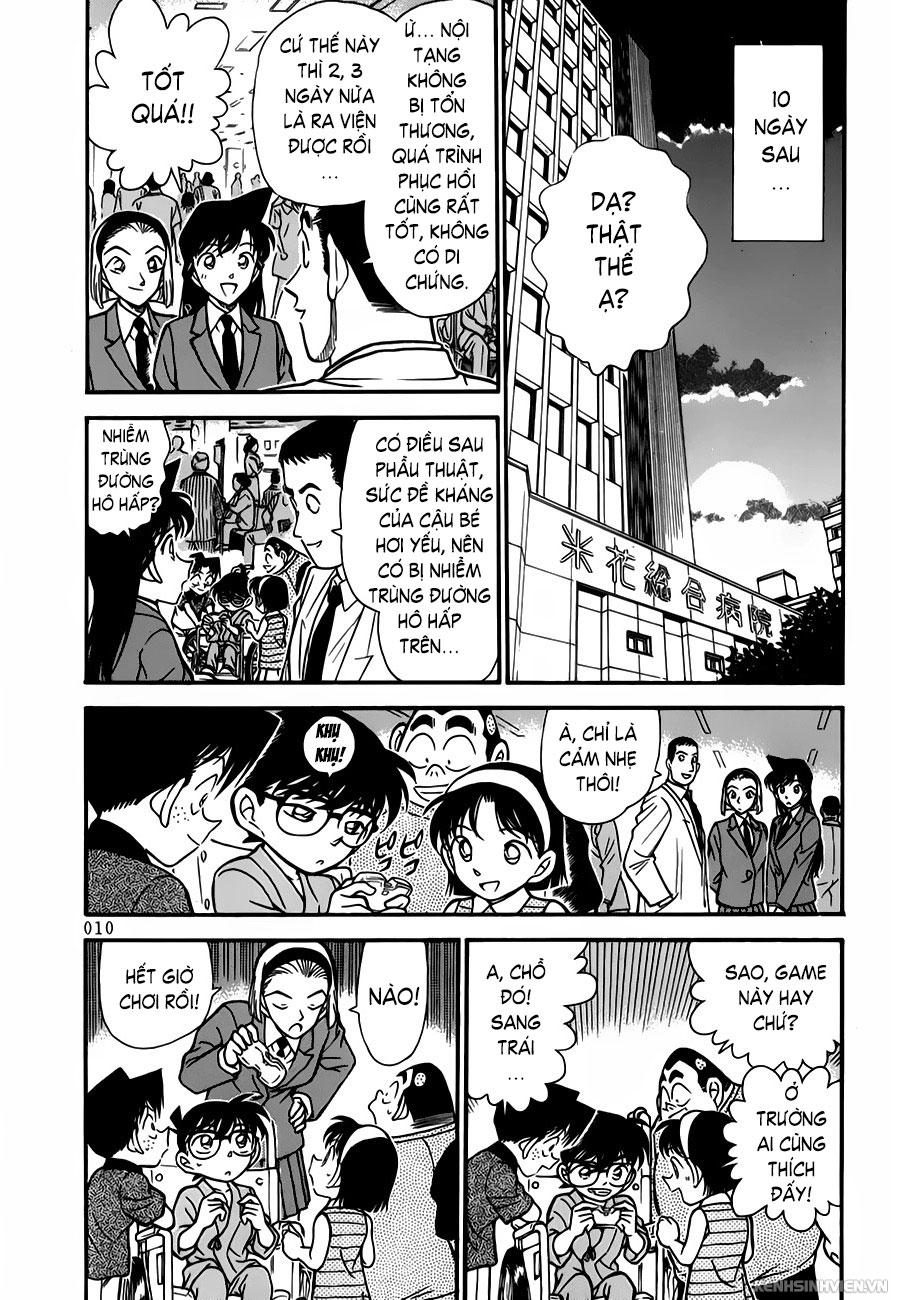 10
NGÀY
SAU
...
DẠ?
THẬT
THẾ
Ạ?
米花総合病院
Ừ... NỘI
TẠNG
KHÔNG
BỊ TỔN
THƯƠNG,
QUÁ TRÌNH
PHỤC HỒI
CŨNG RẤT
TỐT, KHÔNG
CÓ DI
CHỨNG.
CỨ THẾ NÀY
THÌ 2, 3
NGÀY NỮA
LÀ RA VIỆN
ĐƯỢC RỒI
...
TỐT
QUÁ!!
CÓ ĐIỀU SAU
PHẪU THUẬT,
SỨC ĐỀ KHÁNG
CỦA CẬU BÉ
HƠI YẾU, NÊN
CÓ BỊ NHIỄM
TRÙNG ĐƯỜNG
HÔ HẤP
TRÊN...
NHIỄM
TRÙNG
ĐƯỜNG
HÔ HẤP?
À, CHỈ LÀ
CẢM NHẸ
THÔI!
KHỤ
KHỤ!
ピピ
010
SAO, GAME
NÀY HAY
CHỨ?
Ở
TRƯỜNG
AI CŨNG
THÍCH
ĐẤY!
A, CHỖ
ĐÓ!
SANG
TRÁI
...
NÀO!
HẾT GIỜ
CHƠI RỒI!
KENHSINHVIEN.VN